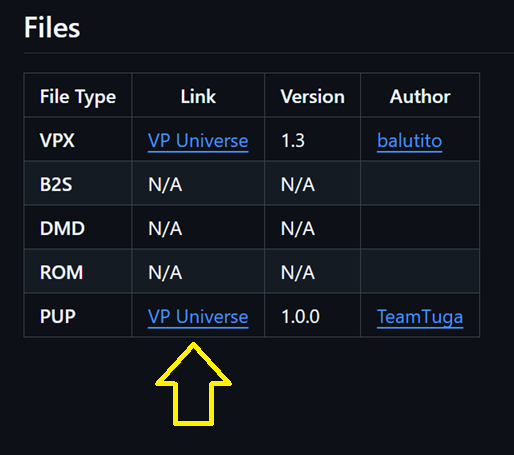 Files
File Type Link Version Author
VPX VP Universe 1.3 balutito
B2S N/A N/A
DMD N/A N/A
ROM N/A N/A
PUP VP Universe 1.0.0 TeamTuga